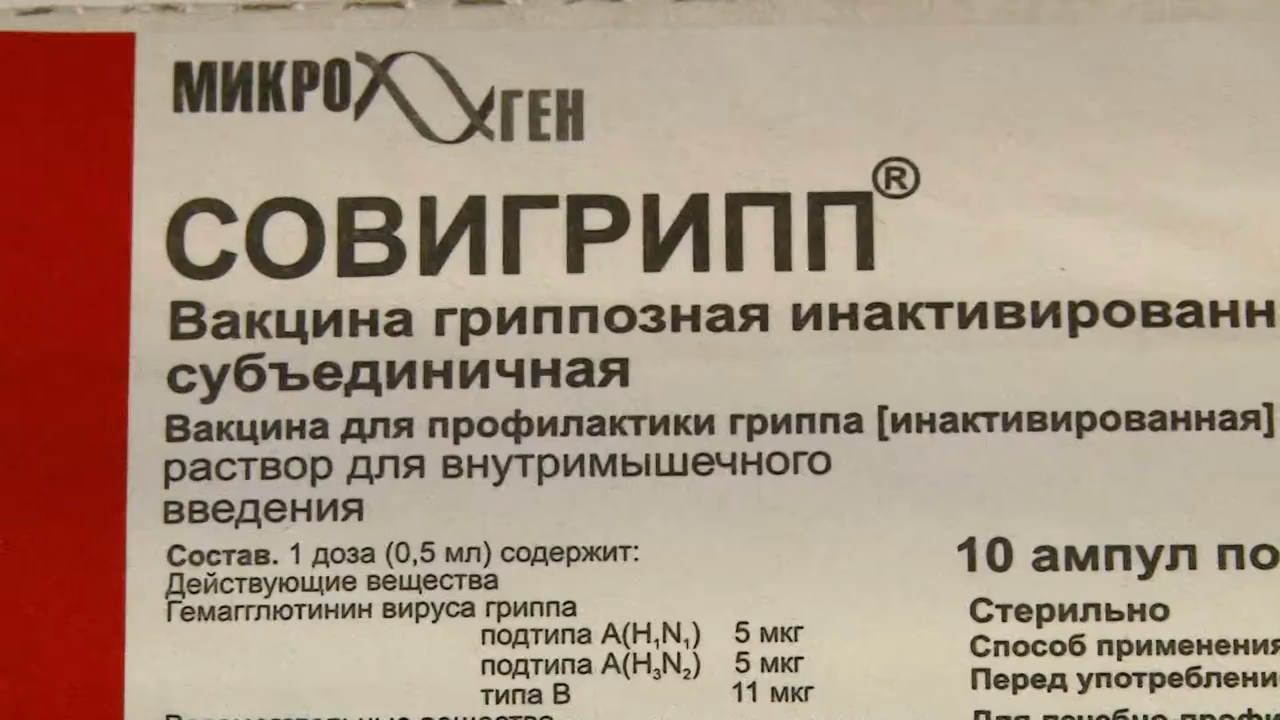 МИКРОГЕН
СОВИГРИПП®
Вакцина гриппозная инактивированн
субъединичная
Вакцина для профилактики гриппа [инактивированная]
раствор для внутримышечного
введения
Состав. 1 доза (0,5 мл) содержит:
Действующие вещества
Гемагглютинин вируса гриппа
подтипа A(H₁N₁) 5 мкг
подтипа A(H₃N₂) 5 мкг
типа B 11 мкг
10 ампул по
Стерильно
Способ применения
Перед употреблени